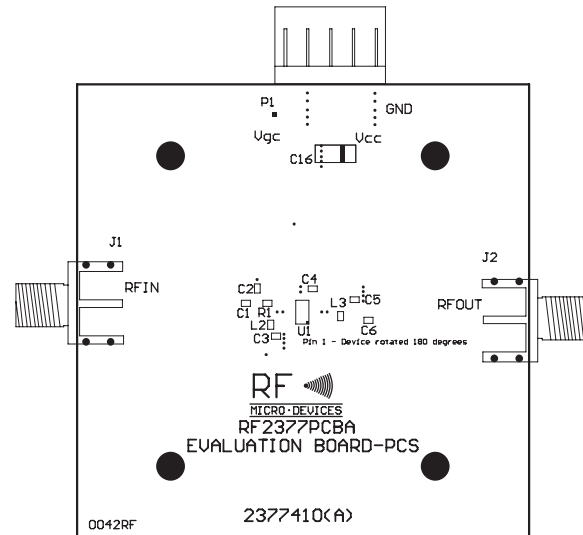 P1
GND
Vgc
Vcc
C16
J1
J2
RFIN
RFOUT
C2
C4
C1
R1
L3
C5
L2
U1
C6
C3
Pin 1 - Device rotated 180 degrees
RF
MICRO·DEVICES
RF2377PCBA
EVALUATION BOARD-PCS
2377410(A)
0042RF